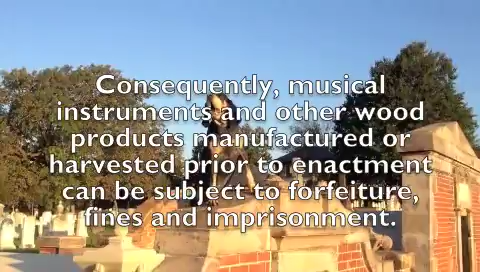 Consequently, musical
instruments and other wood
products manufactured or
harvested prior to enactment
can be subject to forfeiture,
fines and imprisonment.